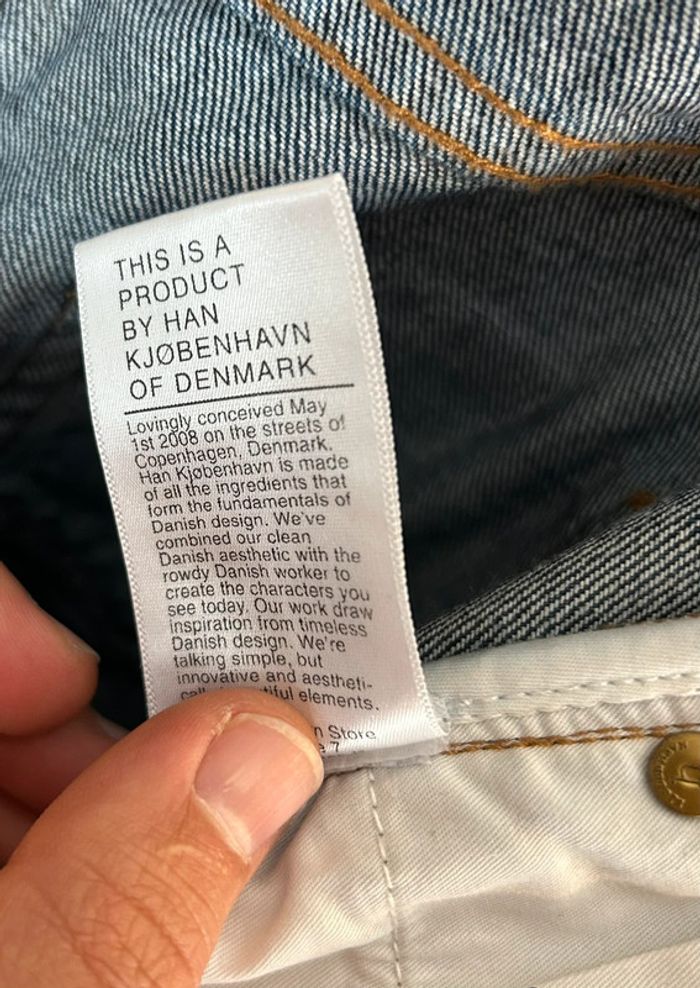 THIS IS A
PRODUCT
BY HAN
KJØBENHAVN
OF DENMARK
Lovingly conceived May
1st 2008 on the streets of
Copenhagen, Denmark.
Han Kjøbenhavn is made
of all the ingredients that
form the fundamentals of
Danish design. We've
combined our clean
Danish aesthetic with the
rowdy Danish worker to
create the characters you
see today. Our work draw
inspiration from timeless
Danish design. We're
talking simple, but
innovative and aestheti-
elements.
Store
7